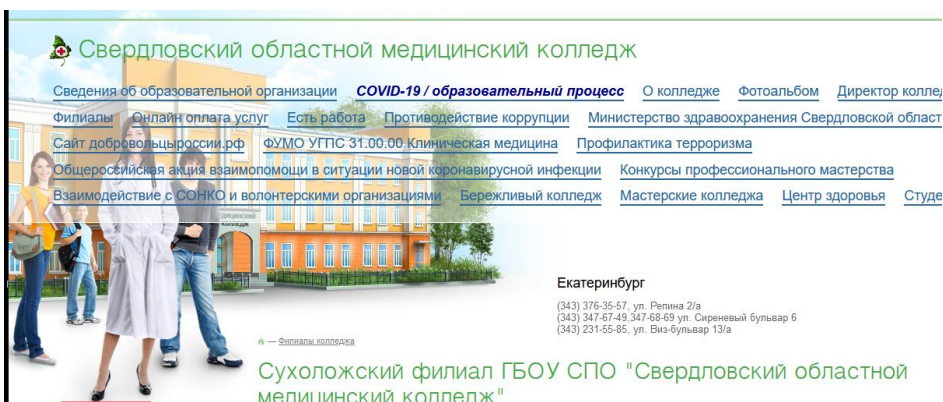 Свердловский областной медицинский колледж
Сведения об образовательной организации COVID-19 / образовательный процесс О колледже Фотоальбом Директор коллед
Филиалы Онлайн оплата услуг Есть работа Противодействие коррупции Министерство здравоохранения Свердловской област
Сайт добровольцыроссии.рф ФУМО УГПС 31.00.00 Клиническая медицина Профилактика терроризма
Общероссийская акция взаимопомощи в ситуации новой коронавирусной инфекции Конкурсы профессионального мастерства
Взаимодействие с СОНКО и волонтерскими организациями Бережливый колледж Мастерские колледжа Центр здоровья Студе
колледж
Екатеринбург
(343) 376-35-57, ул. Репина 2/а
(343) 347-67-49,347-68-69 ул. Сиреневый бульвар 6
(343) 231-55-85, ул. Виз-бульвар 13/а
— Филиалы колледжа
Сухоложский филиал ГБОУ СПО "Свердловский областной
медицинский колледж"